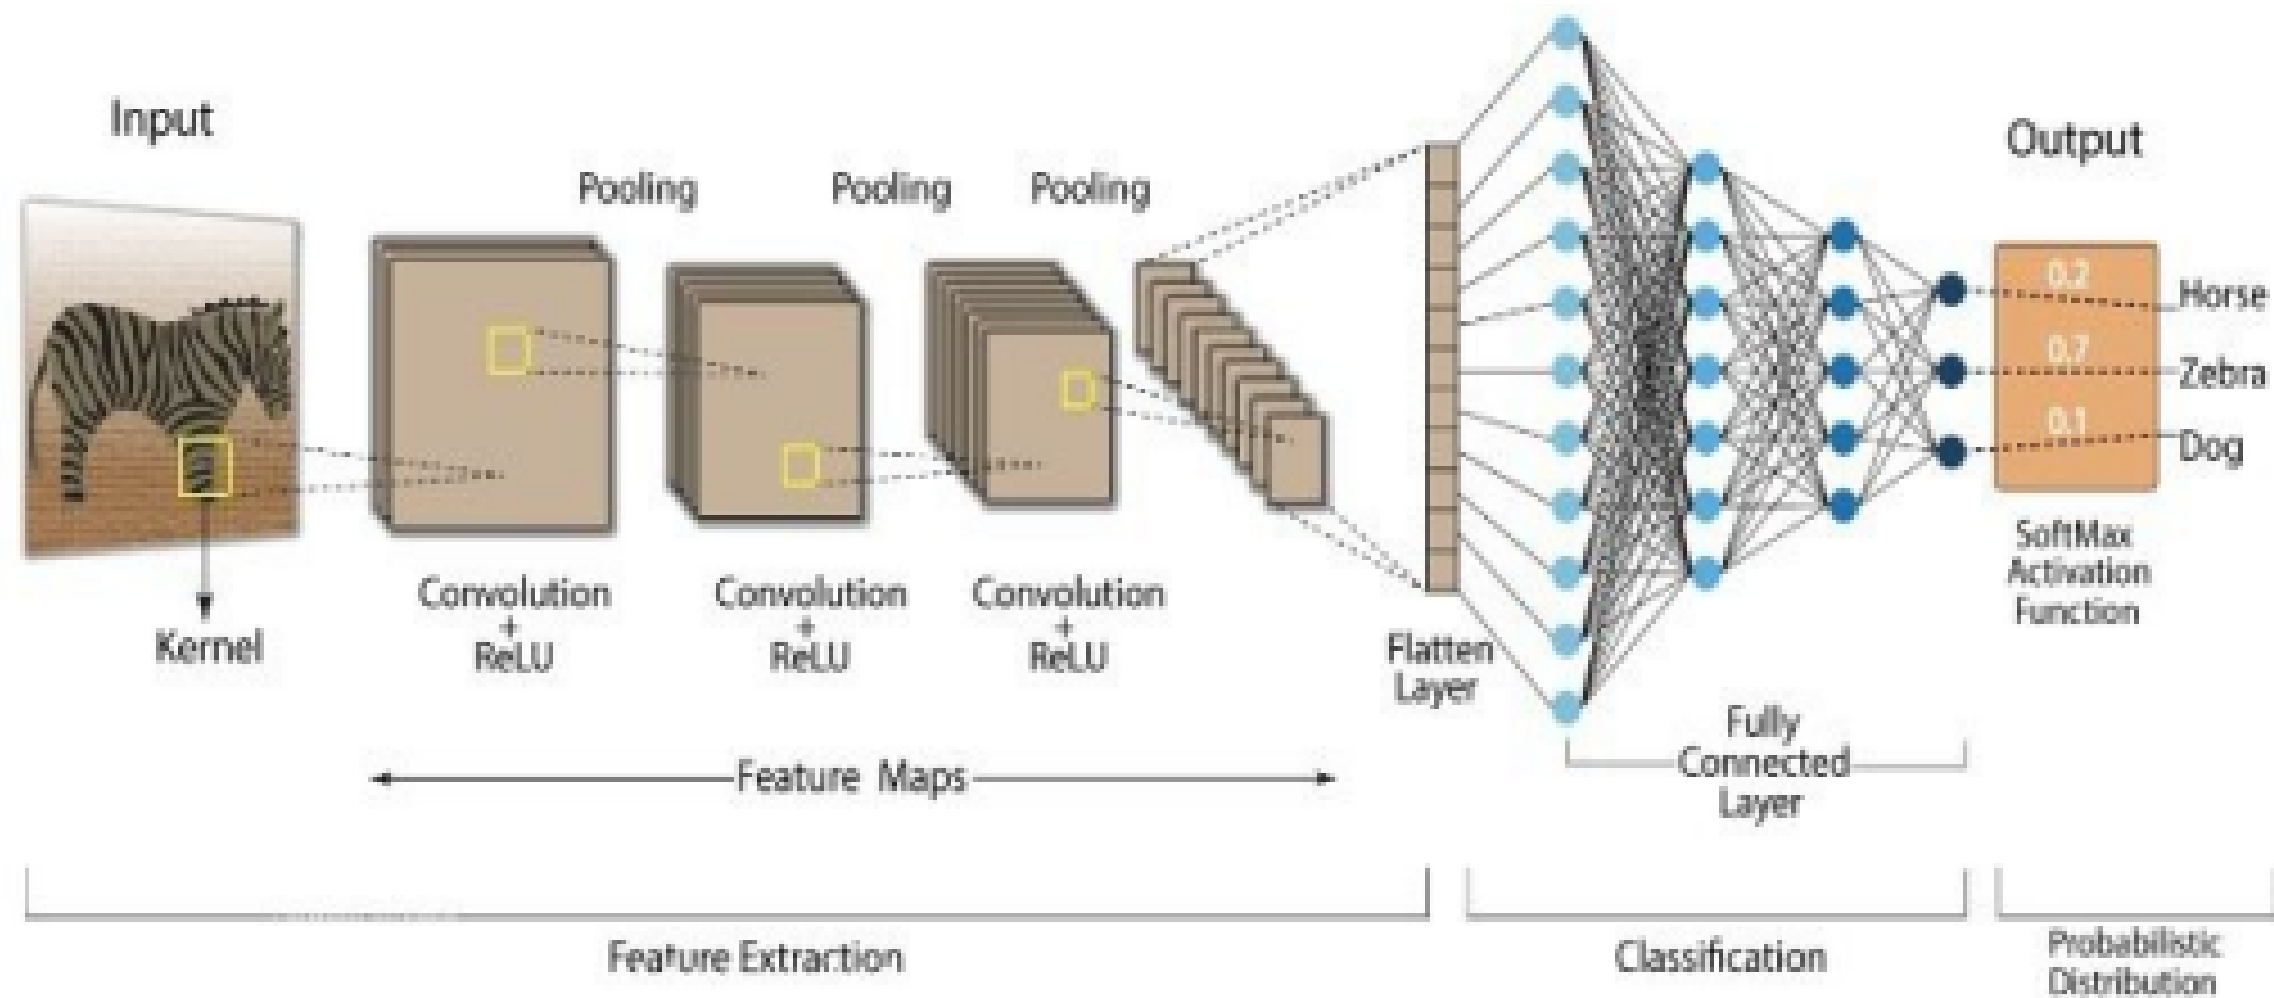 Input
Output
Pooling
Pooling
Pooling
0.2
Horse
0.7
Zebra
0.1
Dog
Kernel
Convolution
+
ReLU
Convolution
+
ReLU
Convolution
+
ReLU
Flatten
Layer
SoftMax
Activation
Function
Fully
Connected
Layer
Feature Maps
Feature Extraction
Classification
Probabilistic
Distribution